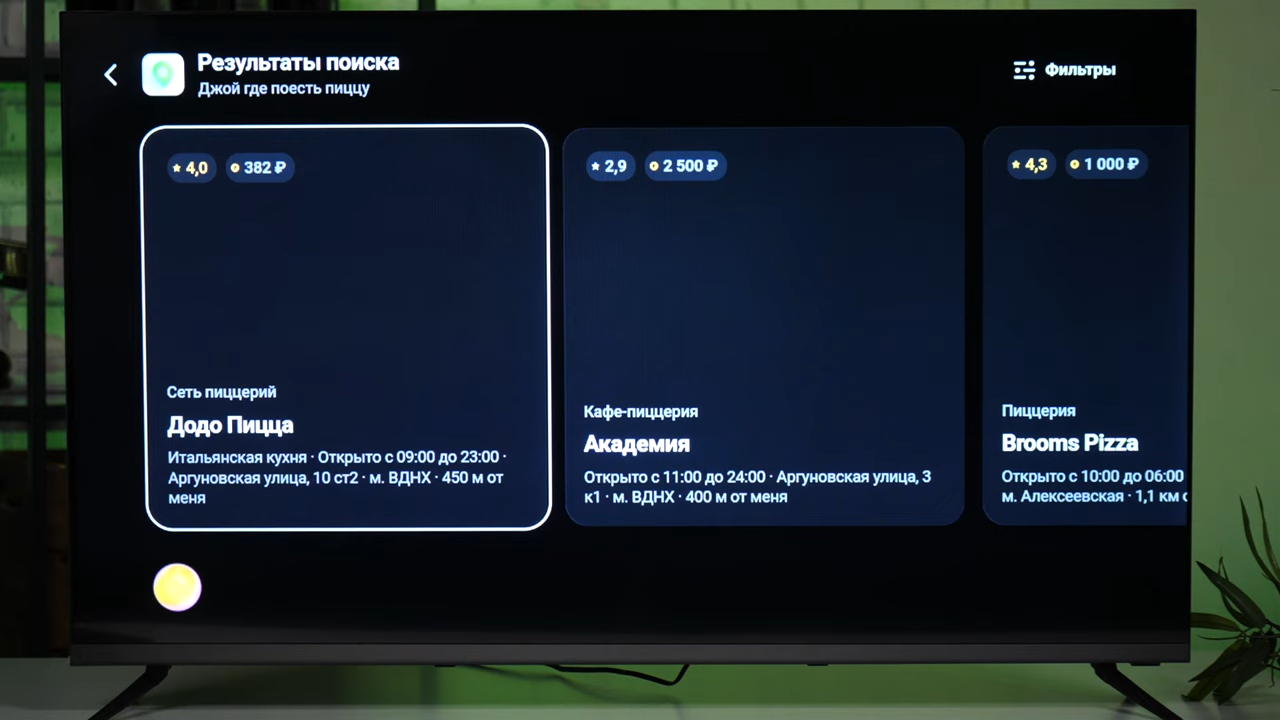 Результаты поиска
Джой где поесть пиццу
Фильтры
4,0 382 ₽
Сеть пиццерий
Додо Пицца
Итальянская кухня · Открыто с 09:00 до 23:00 ·
Аргуновская улица, 10 ст2 · м. ВДНХ · 450 м от
меня
2,9 2 500 ₽
Кафе-пиццерия
Академия
Открыто с 11:00 до 24:00 · Аргуновская улица, 3
к1 · м. ВДНХ · 400 м от меня
4,3 1 000 ₽
Пиццерия
Brooms Pizza
Открыто с 10:00 до 06:00
м. Алексеевская · 1,1 км